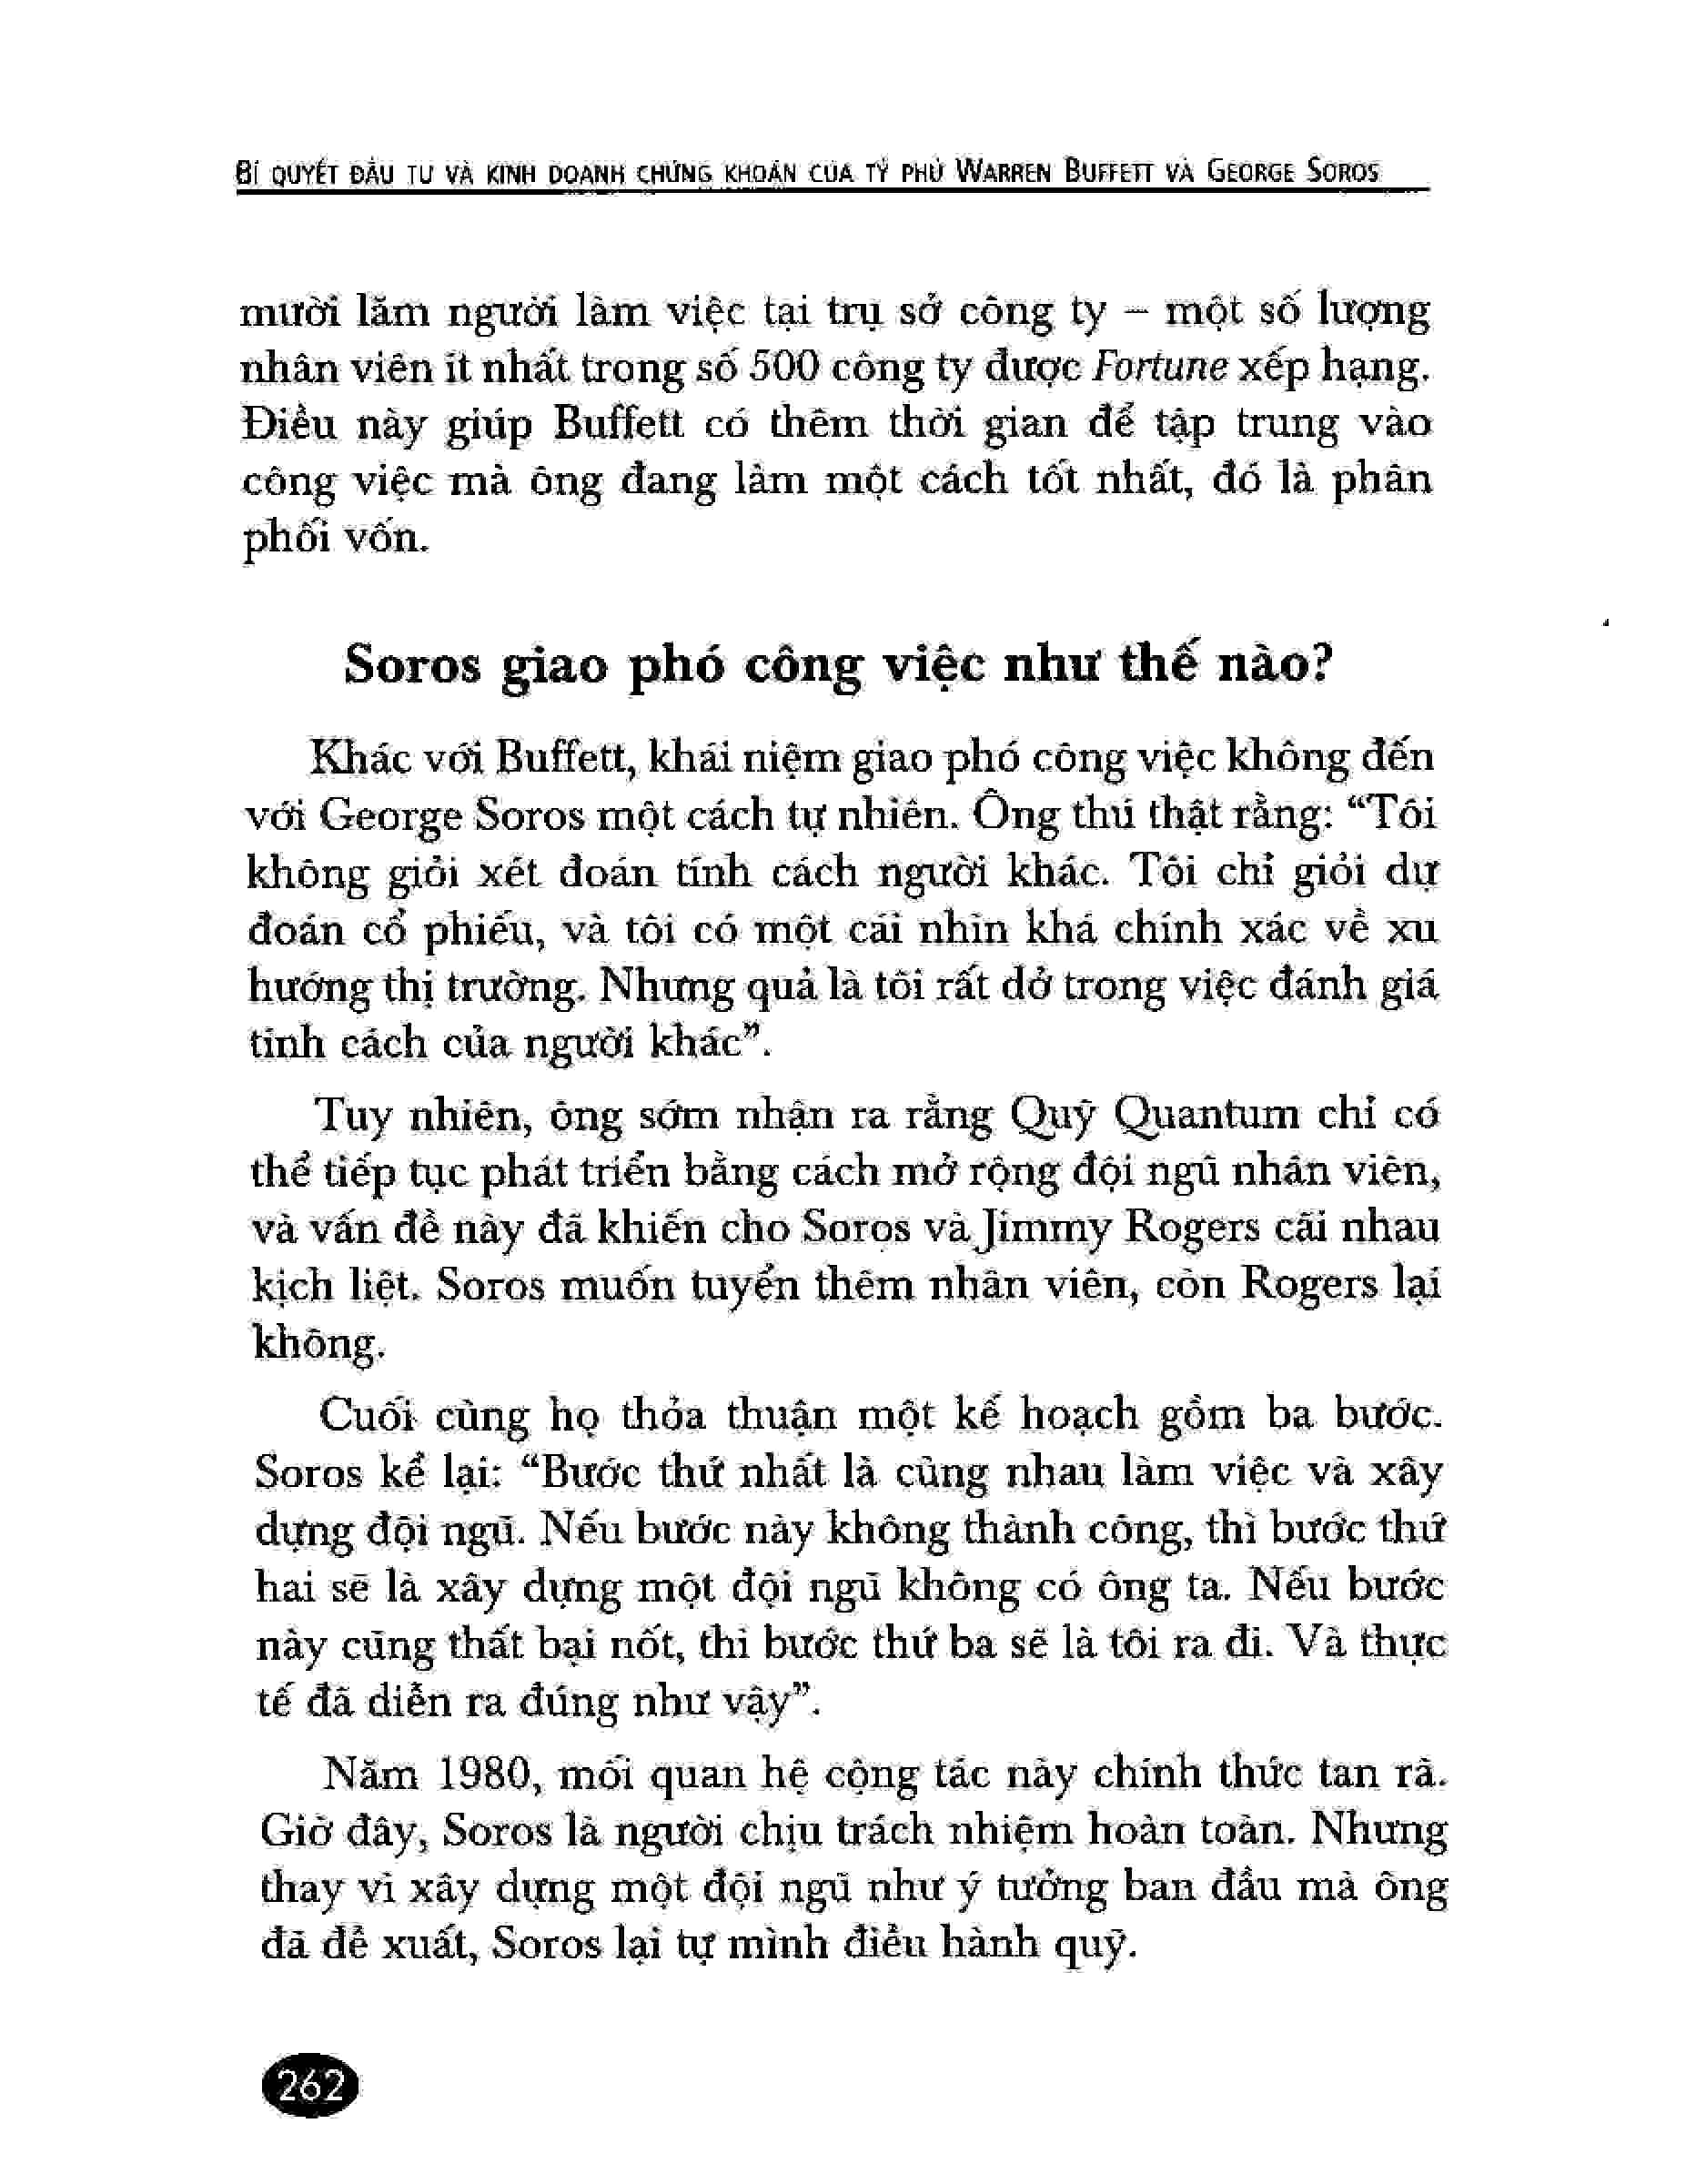 BÍ QUYẾT ĐẦU TƯ VÀ KINH DOANH CHỨNG KHOÁN CỦA TỶ PHÚ WARREN BUFFETT VÀ GEORGE SOROS
mười lăm người làm việc tại trụ sở công ty – một số lượng
nhân viên ít nhất trong số 500 công ty được Fortune xếp hạng.
Điều này giúp Buffett có thêm thời gian để tập trung vào
công việc mà ông đang làm một cách tốt nhất, đó là phân
phối vốn.
Soros giao phó công việc như thế nào?
Khác với Buffett, khái niệm giao phó công việc không đến
với George Soros một cách tự nhiên. Ông thú thật rằng: “Tôi
không giỏi xét đoán tính cách người khác. Tôi chỉ giỏi dự
đoán cổ phiếu, và tôi có một cái nhìn khá chính xác về xu
hướng thị trường. Nhưng quả là tôi rất dở trong việc đánh giá
tính cách của người khác”.
Tuy nhiên, ông sớm nhận ra rằng Quỹ Quantum chỉ có
thể tiếp tục phát triển bằng cách mở rộng đội ngũ nhân viên,
và vấn đề này đã khiến cho Soros và Jimmy Rogers cãi nhau
kịch liệt. Soros muốn tuyển thêm nhân viên, còn Rogers lại
không.
Cuối cùng họ thỏa thuận một kế hoạch gồm ba bước.
Soros kể lại: “Bước thứ nhất là cùng nhau làm việc và xây
dựng đội ngũ. Nếu bước này không thành công, thì bước thứ
hai sẽ là xây dựng một đội ngũ không có ông ta. Nếu bước
này cũng thất bại nốt, thì bước thứ ba sẽ là tôi ra đi. Và thực
tế đã diễn ra đúng như vậy”.
Năm 1980, mối quan hệ cộng tác này chính thức tan rã.
Giờ đây, Soros là người chịu trách nhiệm hoàn toàn. Nhưng
thay vì xây dựng một đội ngũ như ý tưởng ban đầu mà ông
đã đề xuất, Soros lại tự mình điều hành quỹ.
262